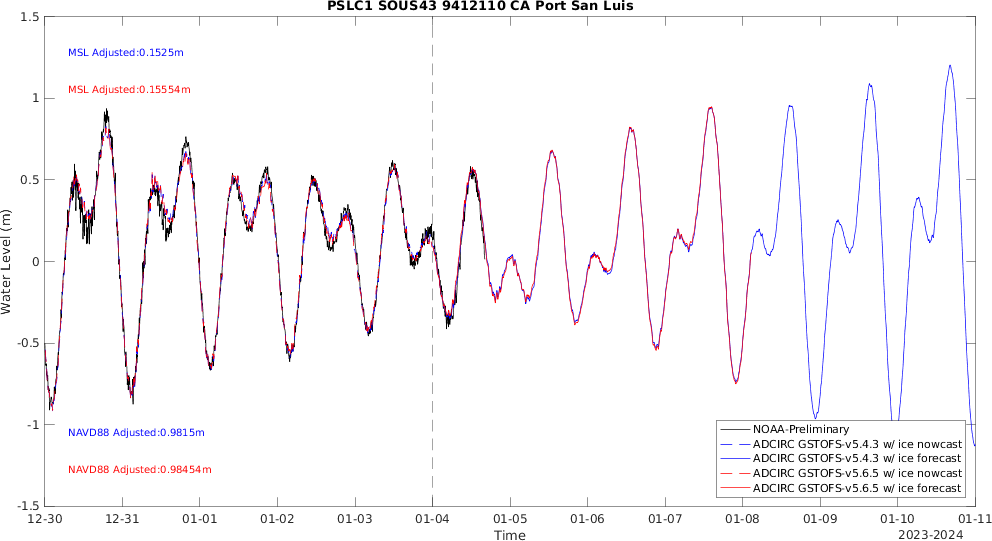 PSLC1 SOUS43 9412110 CA Port San Luis
1.5
1
0.5
0
-0.5
-1
-1.5
Water Level (m)
MSL Adjusted:0.1525m
MSL Adjusted:0.15554m
NAVD88 Adjusted:0.9815m
NAVD88 Adjusted:0.98454m
NOAA-Preliminary
ADCIRC GSTOFS-v5.4.3 w/ ice nowcast
ADCIRC GSTOFS-v5.4.3 w/ ice forecast
ADCIRC GSTOFS-v5.6.5 w/ ice nowcast
ADCIRC GSTOFS-v5.6.5 w/ ice forecast
12-30 12-31 01-01 01-02 01-03 01-04 01-05 01-06 01-07 01-08 01-09 01-10 01-11
Time
2023-2024